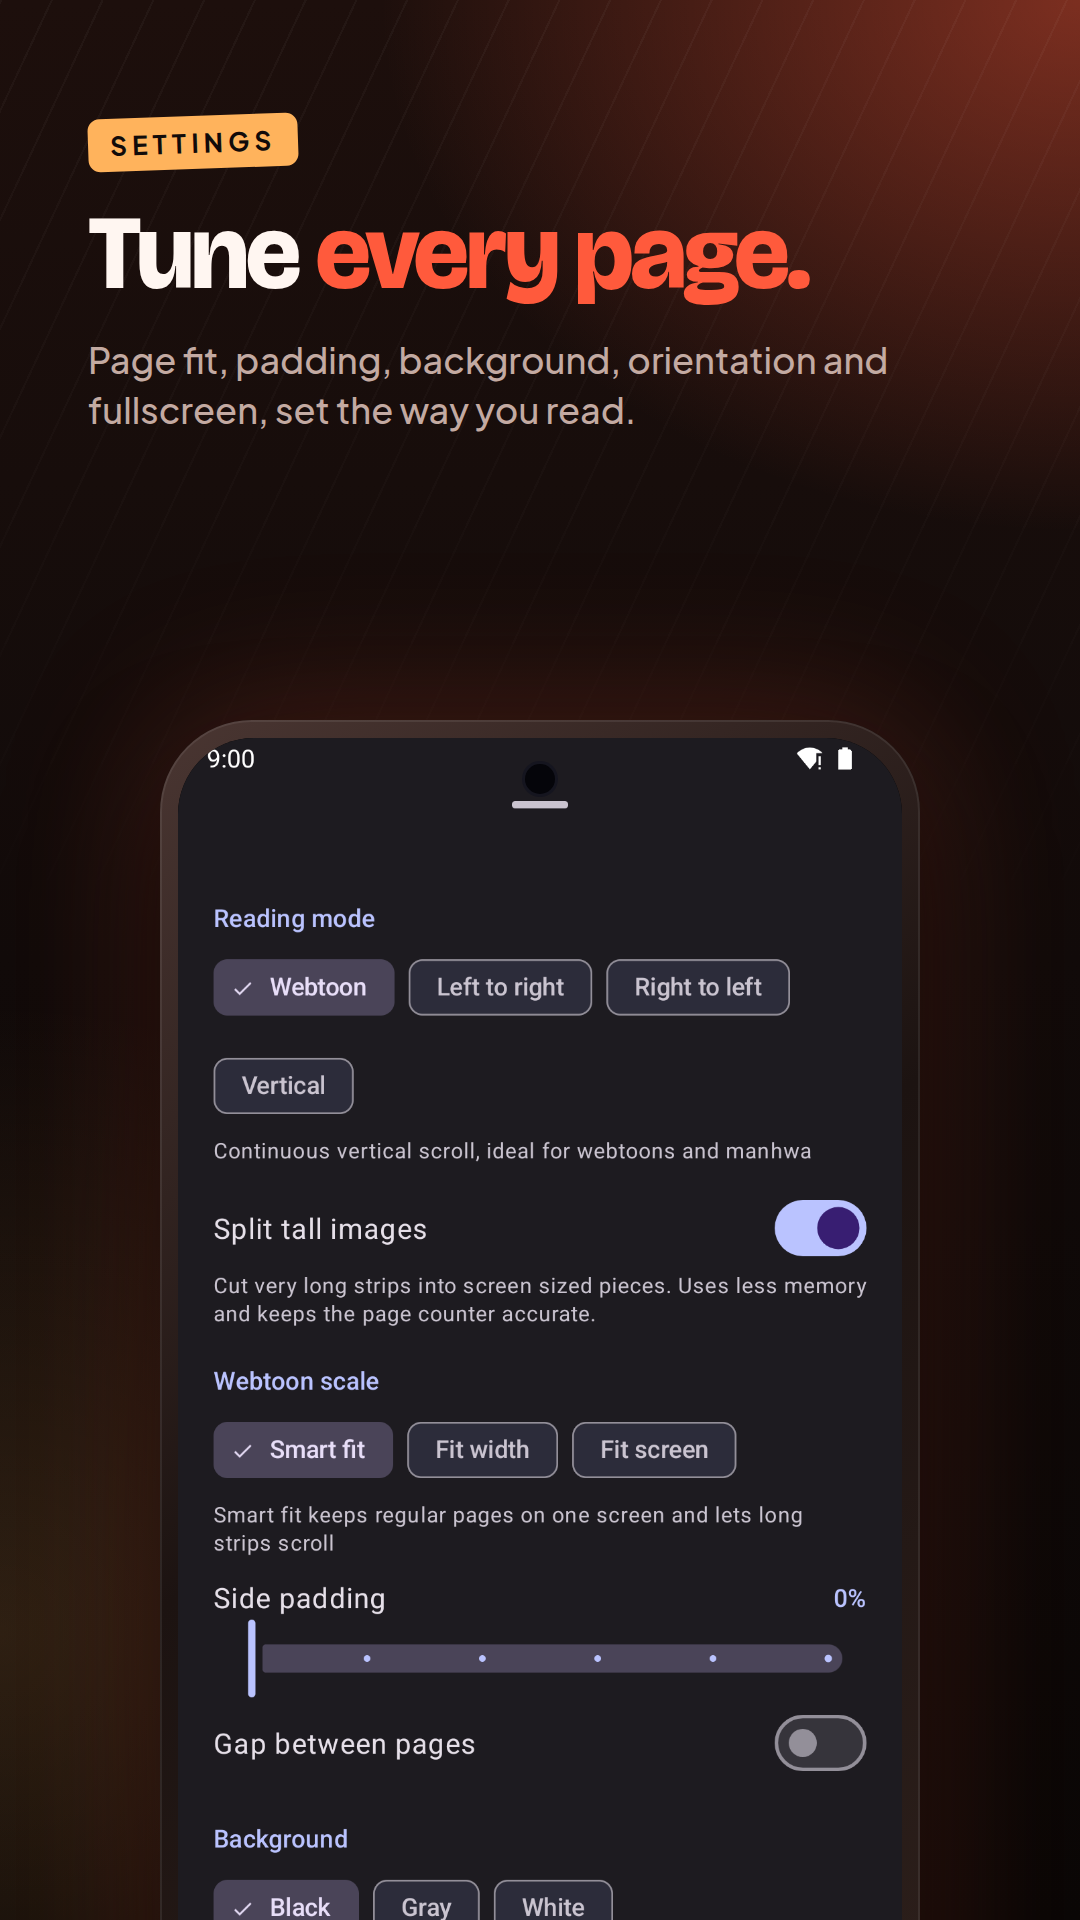 SETTINGS
Tune every page.
Page fit, padding, background, orientation and
fullscreen, set the way you read.
9:00
Reading mode
Webtoon
Left to right
Right to left
Vertical
Continuous vertical scroll, ideal for webtoons and manhwa
Split tall images
Cut very long strips into screen sized pieces. Uses less memory
and keeps the page counter accurate.
Webtoon scale
Smart fit
Fit width
Fit screen
Smart fit keeps regular pages on one screen and lets long
strips scroll
Side padding
0%
Gap between pages
Background
Black
Gray
White